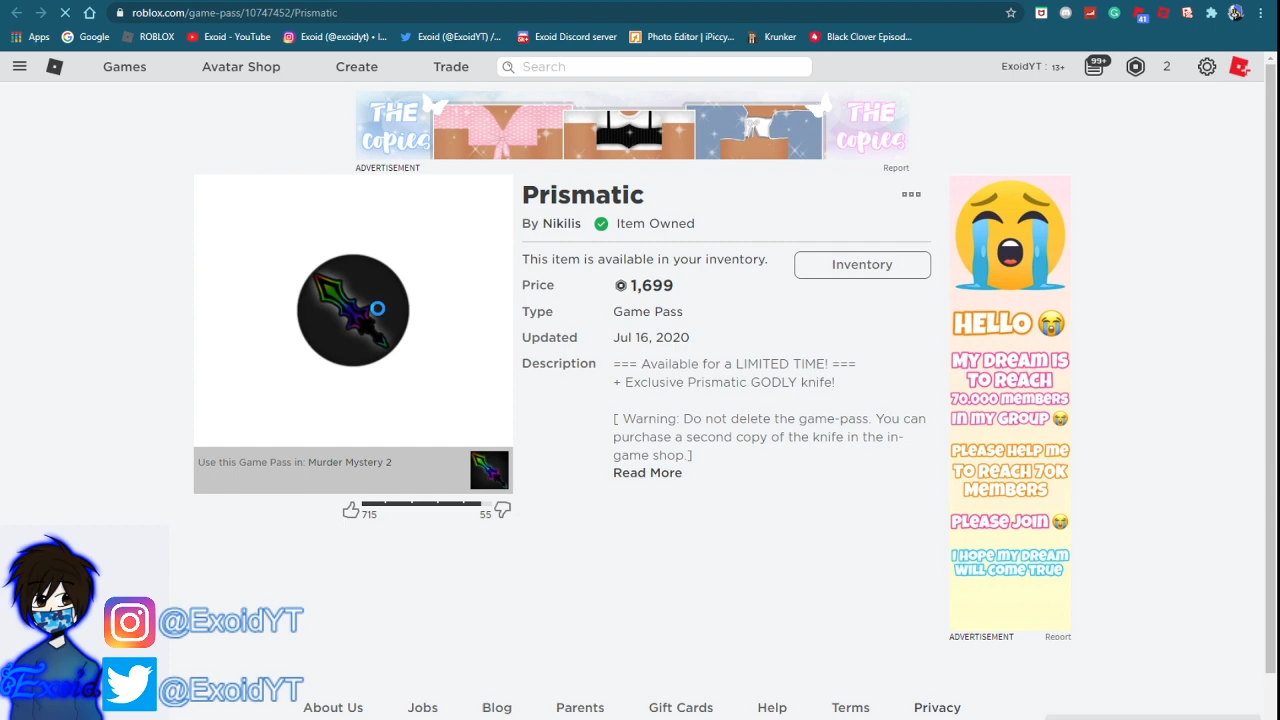 roblox.com/game-pass/10747452/Prismatic
41
Apps Google ROBLOX Exoid - YouTube Exoid (@exoidyt) • I... Exoid (@ExoidYT) /... Exoid Discord server Photo Editor | iPiccy... Krunker Black Clover Episod...
Games Avatar Shop Create Trade Search ExoidYT : 13+ 99+ 2
THE copies
THE copies
ADVERTISEMENT Report
Prismatic
By Nikilis Item Owned
This item is available in your inventory.
Inventory
Price 1,699
Type Game Pass
Updated Jul 16, 2020
Description === Available for a LIMITED TIME! ===
+ Exclusive Prismatic GODLY knife!
[ Warning: Do not delete the game-pass. You can
purchase a second copy of the knife in the in-
game shop.]
Read More
Use this Game Pass in: Murder Mystery 2
715 55
HELLO 😭
MY DREAM IS
TO REACH
70.000 MEMBERS
IN MY GROUP 😭
PLEASE HELP ME
TO REACH 70K
MEMBERS
PLEASE JOIN 😭
I HOPE MY DREAM
WILL COME TRUE
ADVERTISEMENT Report
@ExoidYT
Exoid
@ExoidYT
About Us Jobs Blog Parents Gift Cards Help Terms Privacy